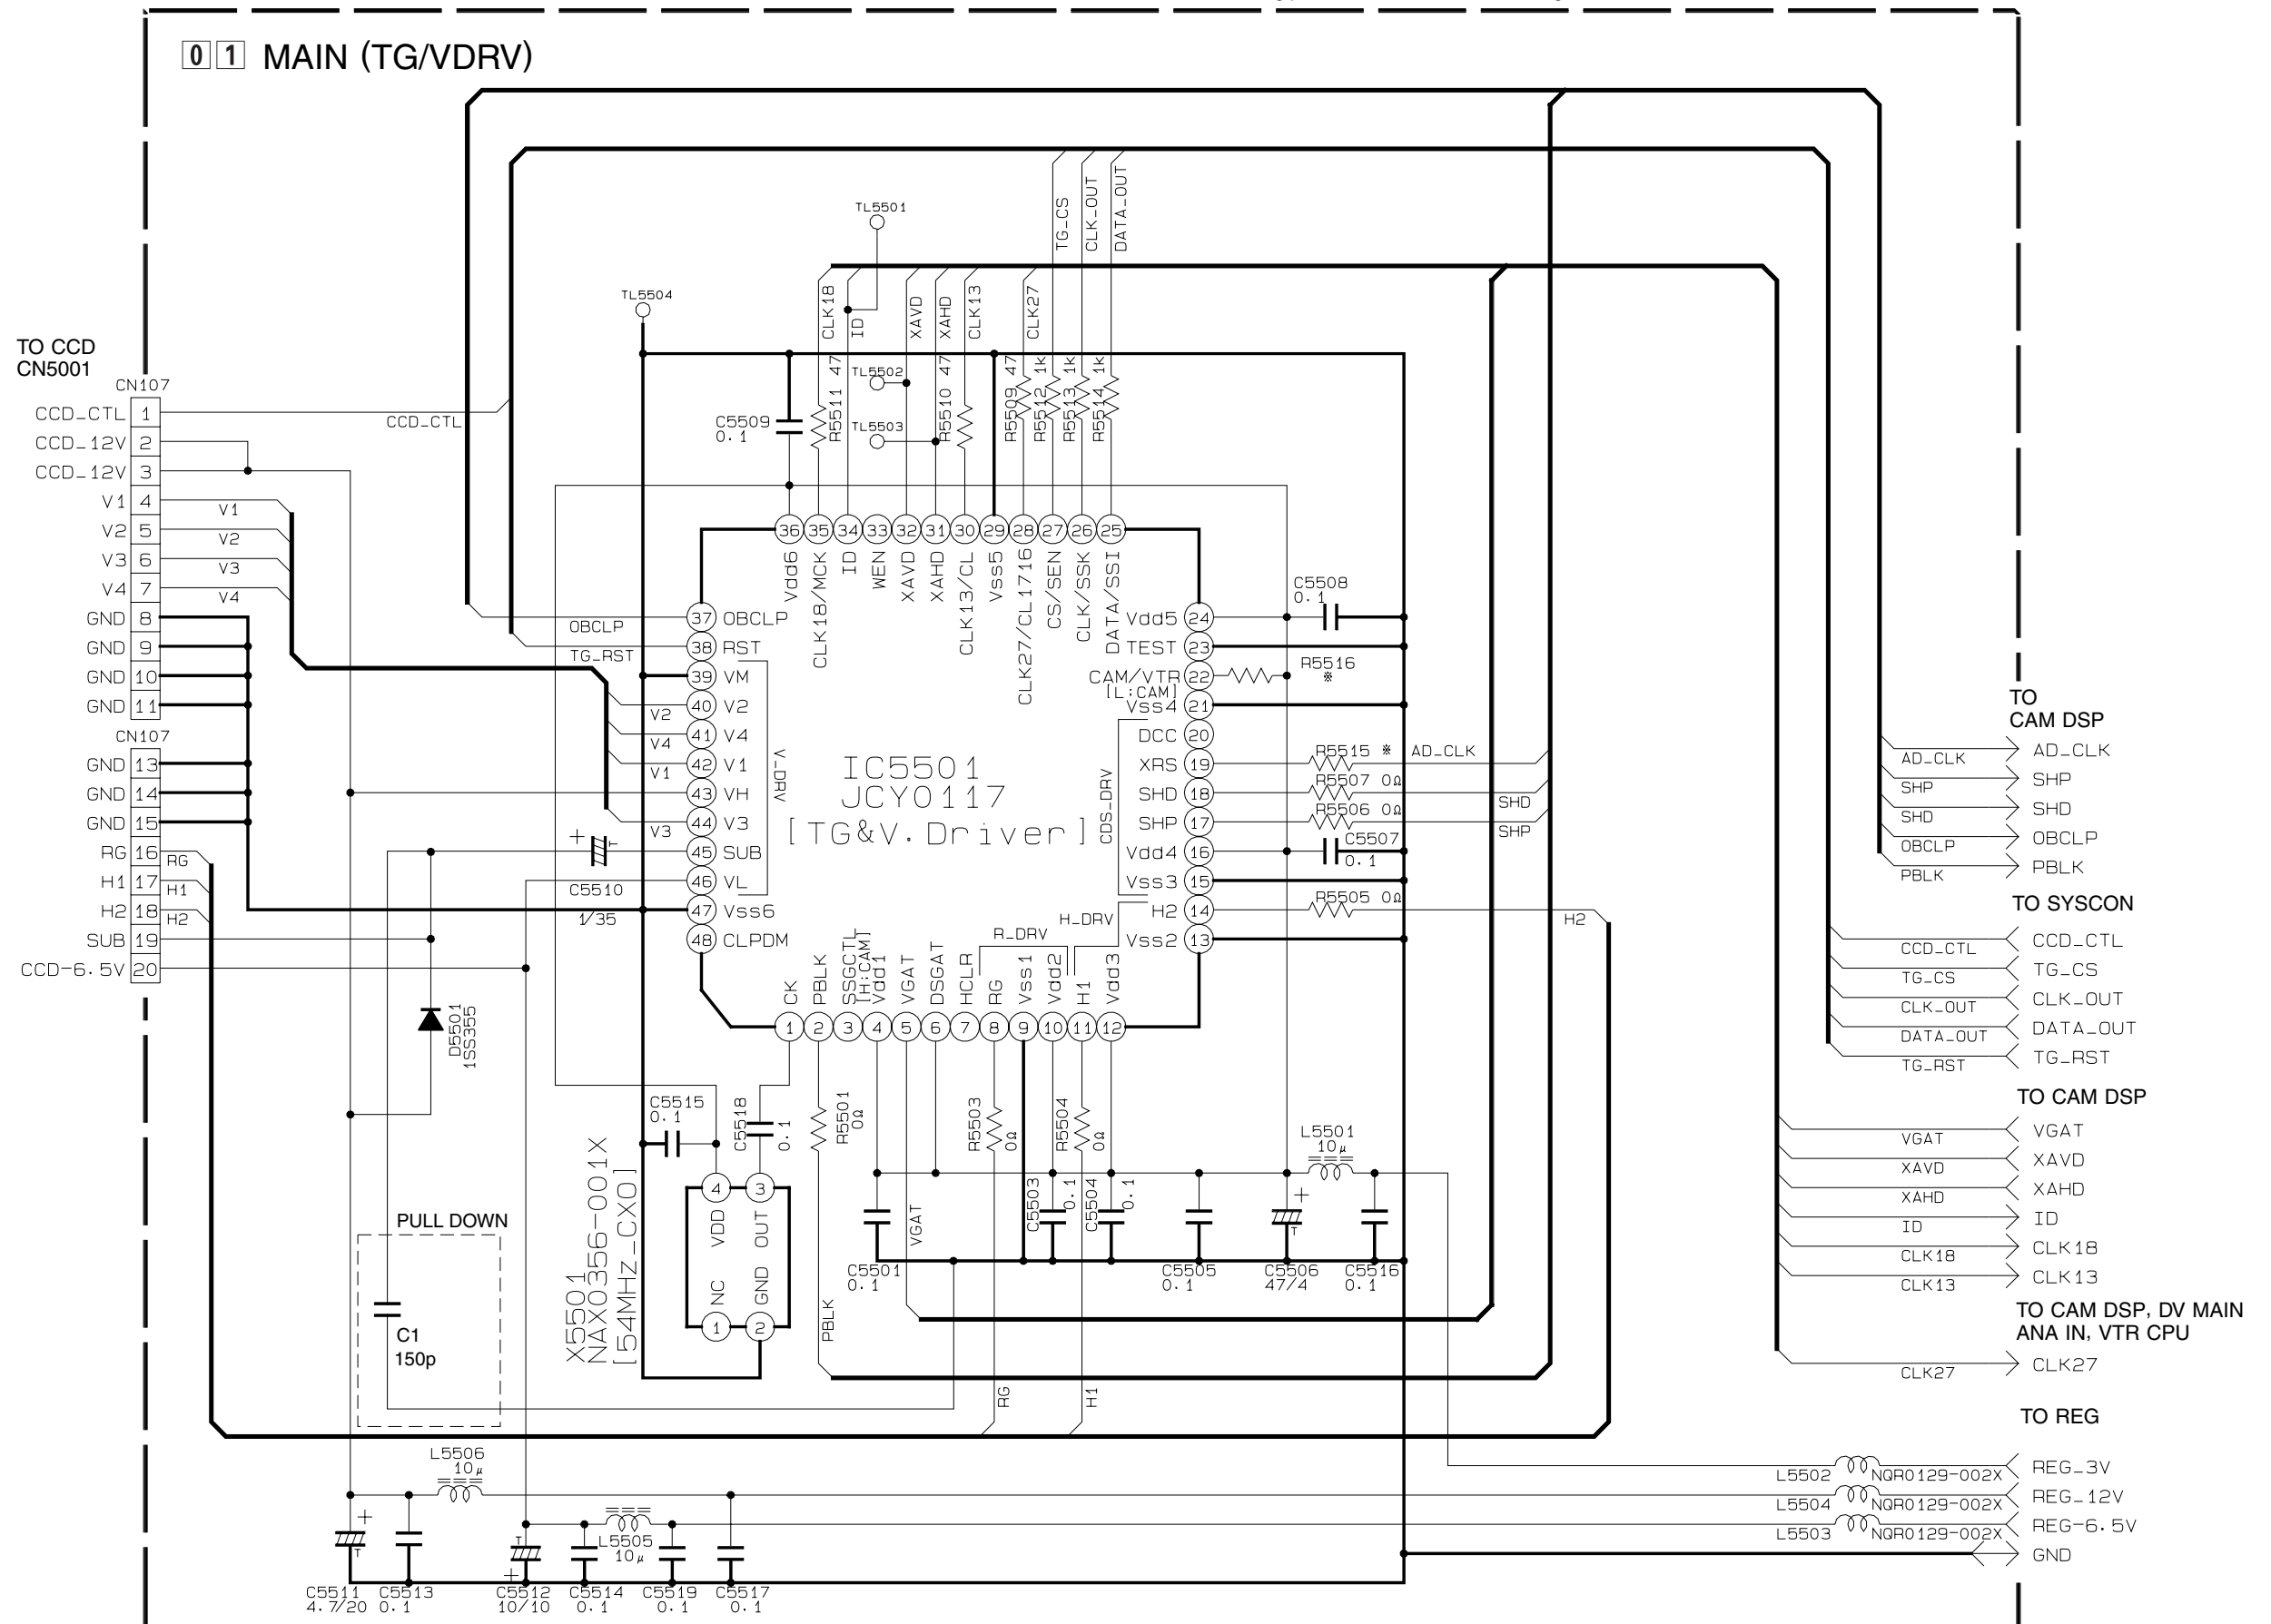 0 1 MAIN (TG/VDRV)
TO CCD
CN5001
CN107
CCD_CTL 1
CCD_12V 2
CCD_12V 3
V1 4
V2 5
V3 6
V4 7
GND 8
GND 9
GND 10
GND 11
CN107
GND 13
GND 14
GND 15
RG 16
H1 17
H2 18
SUB 19
CCD-6.5V 20
CCD_CTL
V1
V2
V3
V4
RG
H1
H2
TL5501
TL5504
TL5502
TL5503
TG_CS
CLK_OUT
DATA_OUT
CLK18
ID
XAVD
XAHD
CLK13
CLK27
C5509
0.1
R5511 47
R5510 47
R5509 47
R5512 1k
R5513 1k
R5514 1k
36 35 34 33 32 31 30 29 28 27 26 25
Vdd6
CLK18/MCK
ID
WEN
XAVD
XAHD
CLK13/CL
Vss5
CLK27/CL1716
CS/SEN
CLK/SSK
DATA/SSI
OBCLP
TG_RST
V2
V4
V1
V3
37 OBCLP
38 RST
39 VM
40 V2
41 V4
42 V1
43 VH
44 V3
45 SUB
46 VL
47 Vss6
48 CLPDM
V_DRV
IC5501
JCY0117
[TG&V.Driver]
Vdd5 24
TEST 23
CAM/VTR 22
[L:CAM]
Vss4 21
DCC 20
XRS 19
SHD 18
SHP 17
Vdd4 16
Vss3 15
H2 14
Vss2 13
CDS_DRV
H_DRV
R_DRV
C5508
0.1
R5516
※
R5515 ※ AD_CLK
R5507 0Ω
SHD
R5506 0Ω
SHP
C5507
0.1
R5505 0Ω
H2
+
T
C5510
1/35
CK
PBLK
SSGCTL
[H:CAM]
Vdd1
VGAT
DSGAT
HCLR
RG
Vss1
Vdd2
H1
Vdd3
1 2 3 4 5 6 7 8 9 10 11 12
D5501
1SS355
C5515
0.1
C5518
0.1
R5501
0Ω
R5503
0Ω
R5504
0Ω
L5501
10μ
X5501
NAX0356-001X
[54MHZ_CXO]
4 3
VDD
OUT
NC
GND
1 2
PBLK
VGAT
RG
H1
C5501
0.1
C5503
0.1
C5504
0.1
C5505
0.1
+
T
C5506
47/4
C5516
0.1
PULL DOWN
C1
150p
L5506
10μ
L5505
10μ
+
T
C5511
4.7/20
C5513
0.1
T
+
C5512
10/10
C5514
0.1
C5519
0.1
C5517
0.1
TO
CAM DSP
AD_CLK AD_CLK
SHP SHP
SHD SHD
OBCLP OBCLP
PBLK PBLK
TO SYSCON
CCD_CTL CCD_CTL
TG_CS TG_CS
CLK_OUT CLK_OUT
DATA_OUT DATA_OUT
TG_RST TG_RST
TO CAM DSP
VGAT VGAT
XAVD XAVD
XAHD XAHD
ID ID
CLK18 CLK18
CLK13 CLK13
TO CAM DSP, DV MAIN
ANA IN, VTR CPU
CLK27 CLK27
TO REG
L5502 NQR0129-002X REG_3V
L5504 NQR0129-002X REG_12V
L5503 NQR0129-002X REG-6.5V
GND